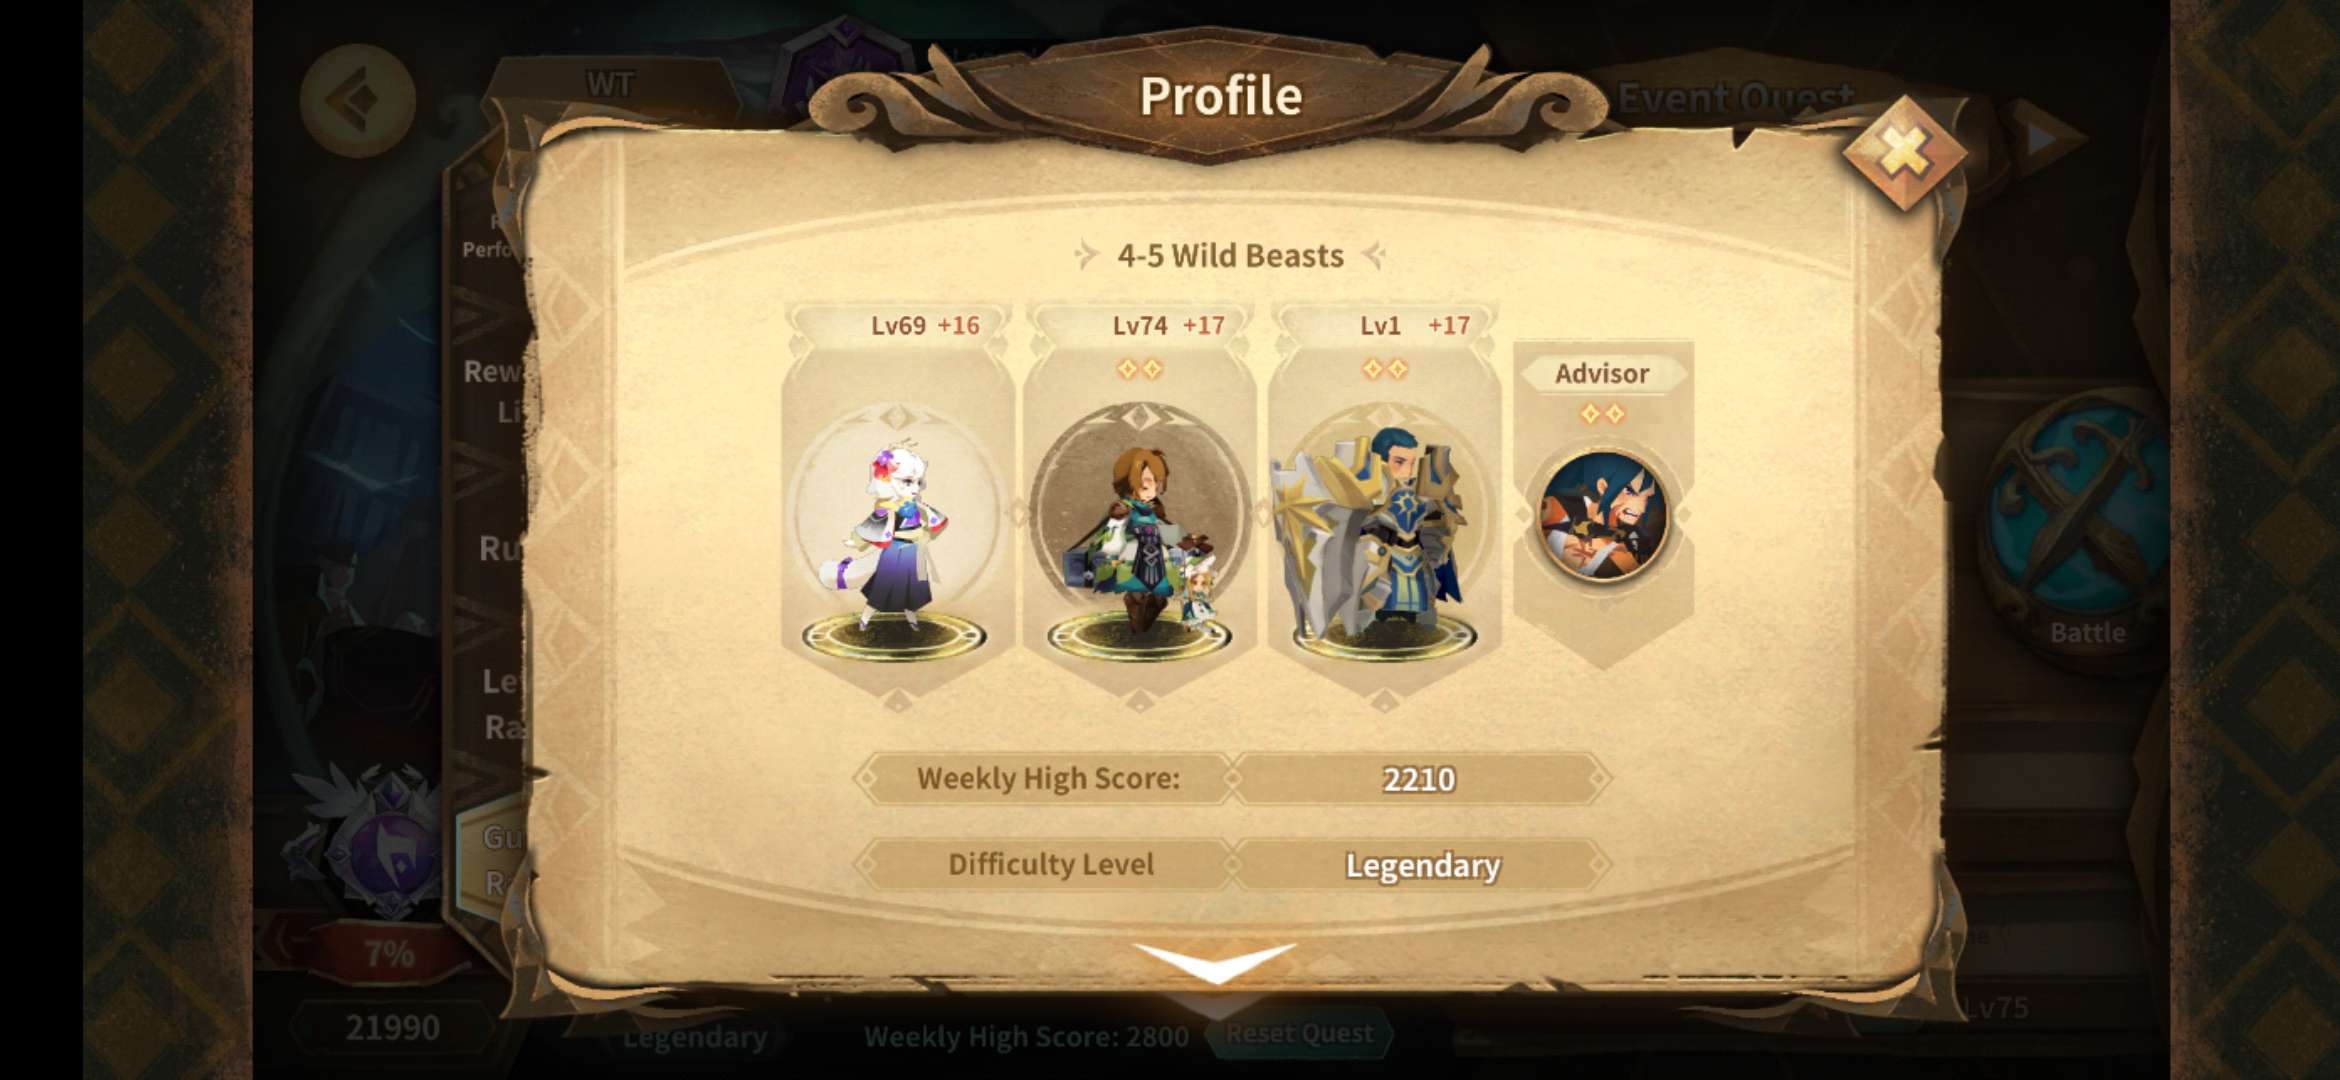 WT
Profile
Event Quest
4-5 Wild Beasts
Lv69 +16
Lv74 +17
Lv1 +17
Advisor
Rew
Li
Ru
Battle
Le
Ra
Weekly High Score: 2210
Gu
Difficulty Level Legendary
7%
21990
Legendary
Weekly High Score: 2800
Reset Quest
Lv75